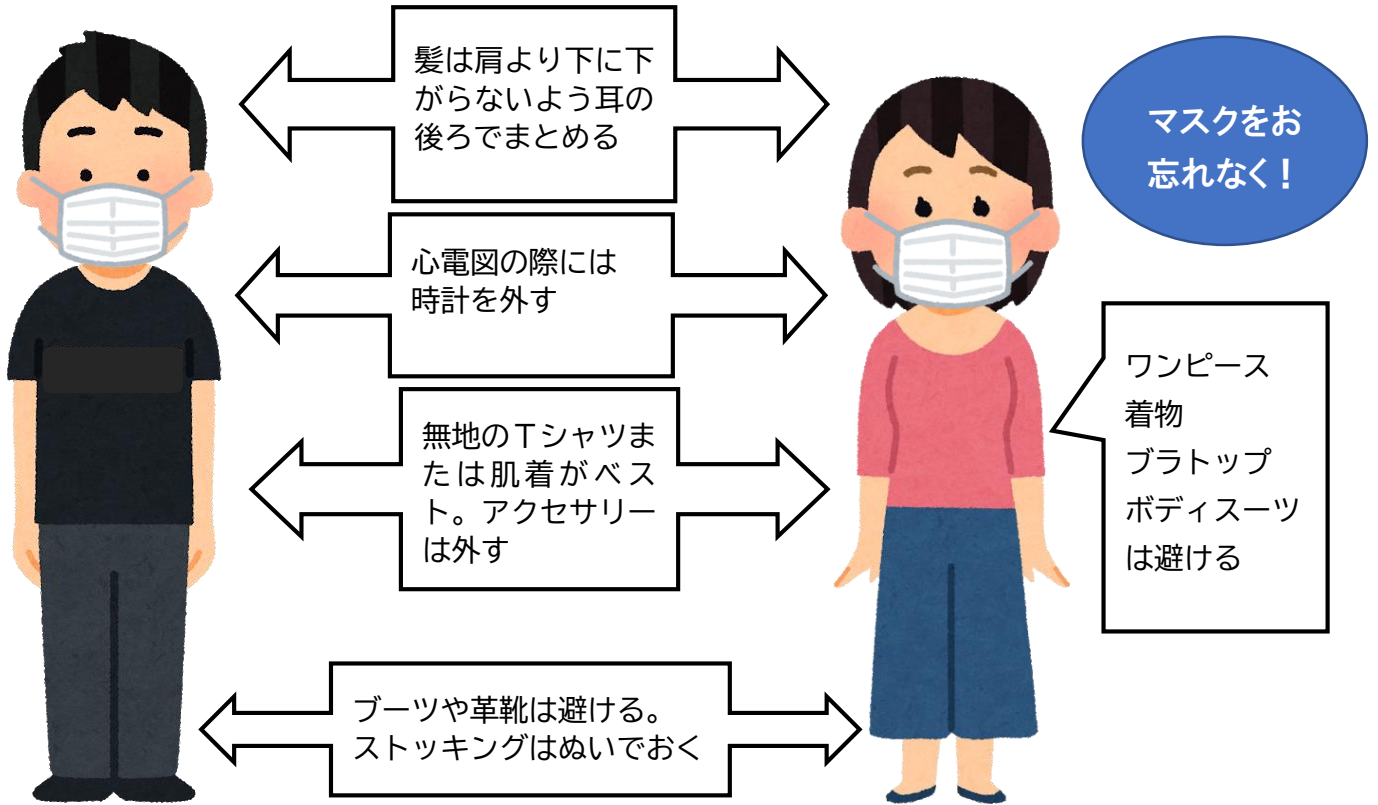 髪は肩より下に下
がらないよう耳の
後ろでまとめる
マスクをお
忘れなく！
心電図の際には
時計を外す
無地のＴシャツま
たは肌着がベス
ト。アクセサリー
は外す
ワンピース
着物
ブラトップ
ボディスーツ
は避ける
ブーツや革靴は避ける。
ストッキングはぬいでおく